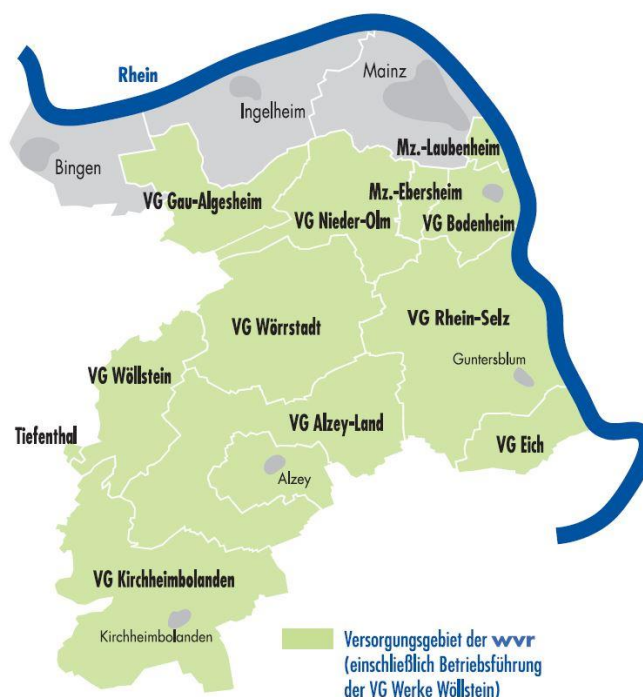 Rhein
Mainz
Ingelheim
Bingen
Mz.-Laubenheim
VG Gau-Algesheim
Mz.-Ebersheim
VG Nieder-Olm
VG Bodenheim
VG Wörrstadt
VG Rhein-Selz
Guntersblum
VG Wöllstein
VG Alzey-Land
Tiefenthal
VG Eich
Alzey
VG Kirchheimbolanden
Kirchheimbolanden
Versorgungsgebiet der wvr
(einschließlich Betriebsführung
der VG Werke Wöllstein)